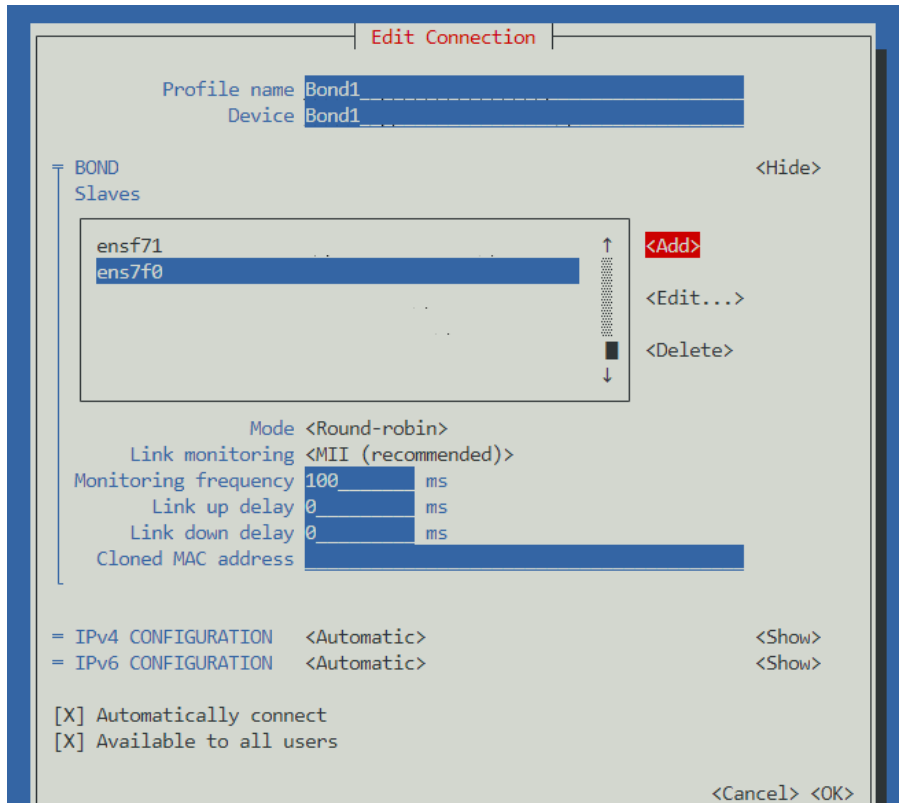 Edit Connection
Profile name Bond1
Device Bond1
BOND <Hide>
Slaves
ensf71 <Add>
ens7f0
<Edit...>
<Delete>
Mode <Round-robin>
Link monitoring <MII (recommended)>
Monitoring frequency 100 ms
Link up delay 0 ms
Link down delay 0 ms
Cloned MAC address
= IPv4 CONFIGURATION <Automatic> <Show>
= IPv6 CONFIGURATION <Automatic> <Show>
[X] Automatically connect
[X] Available to all users
<Cancel> <OK>